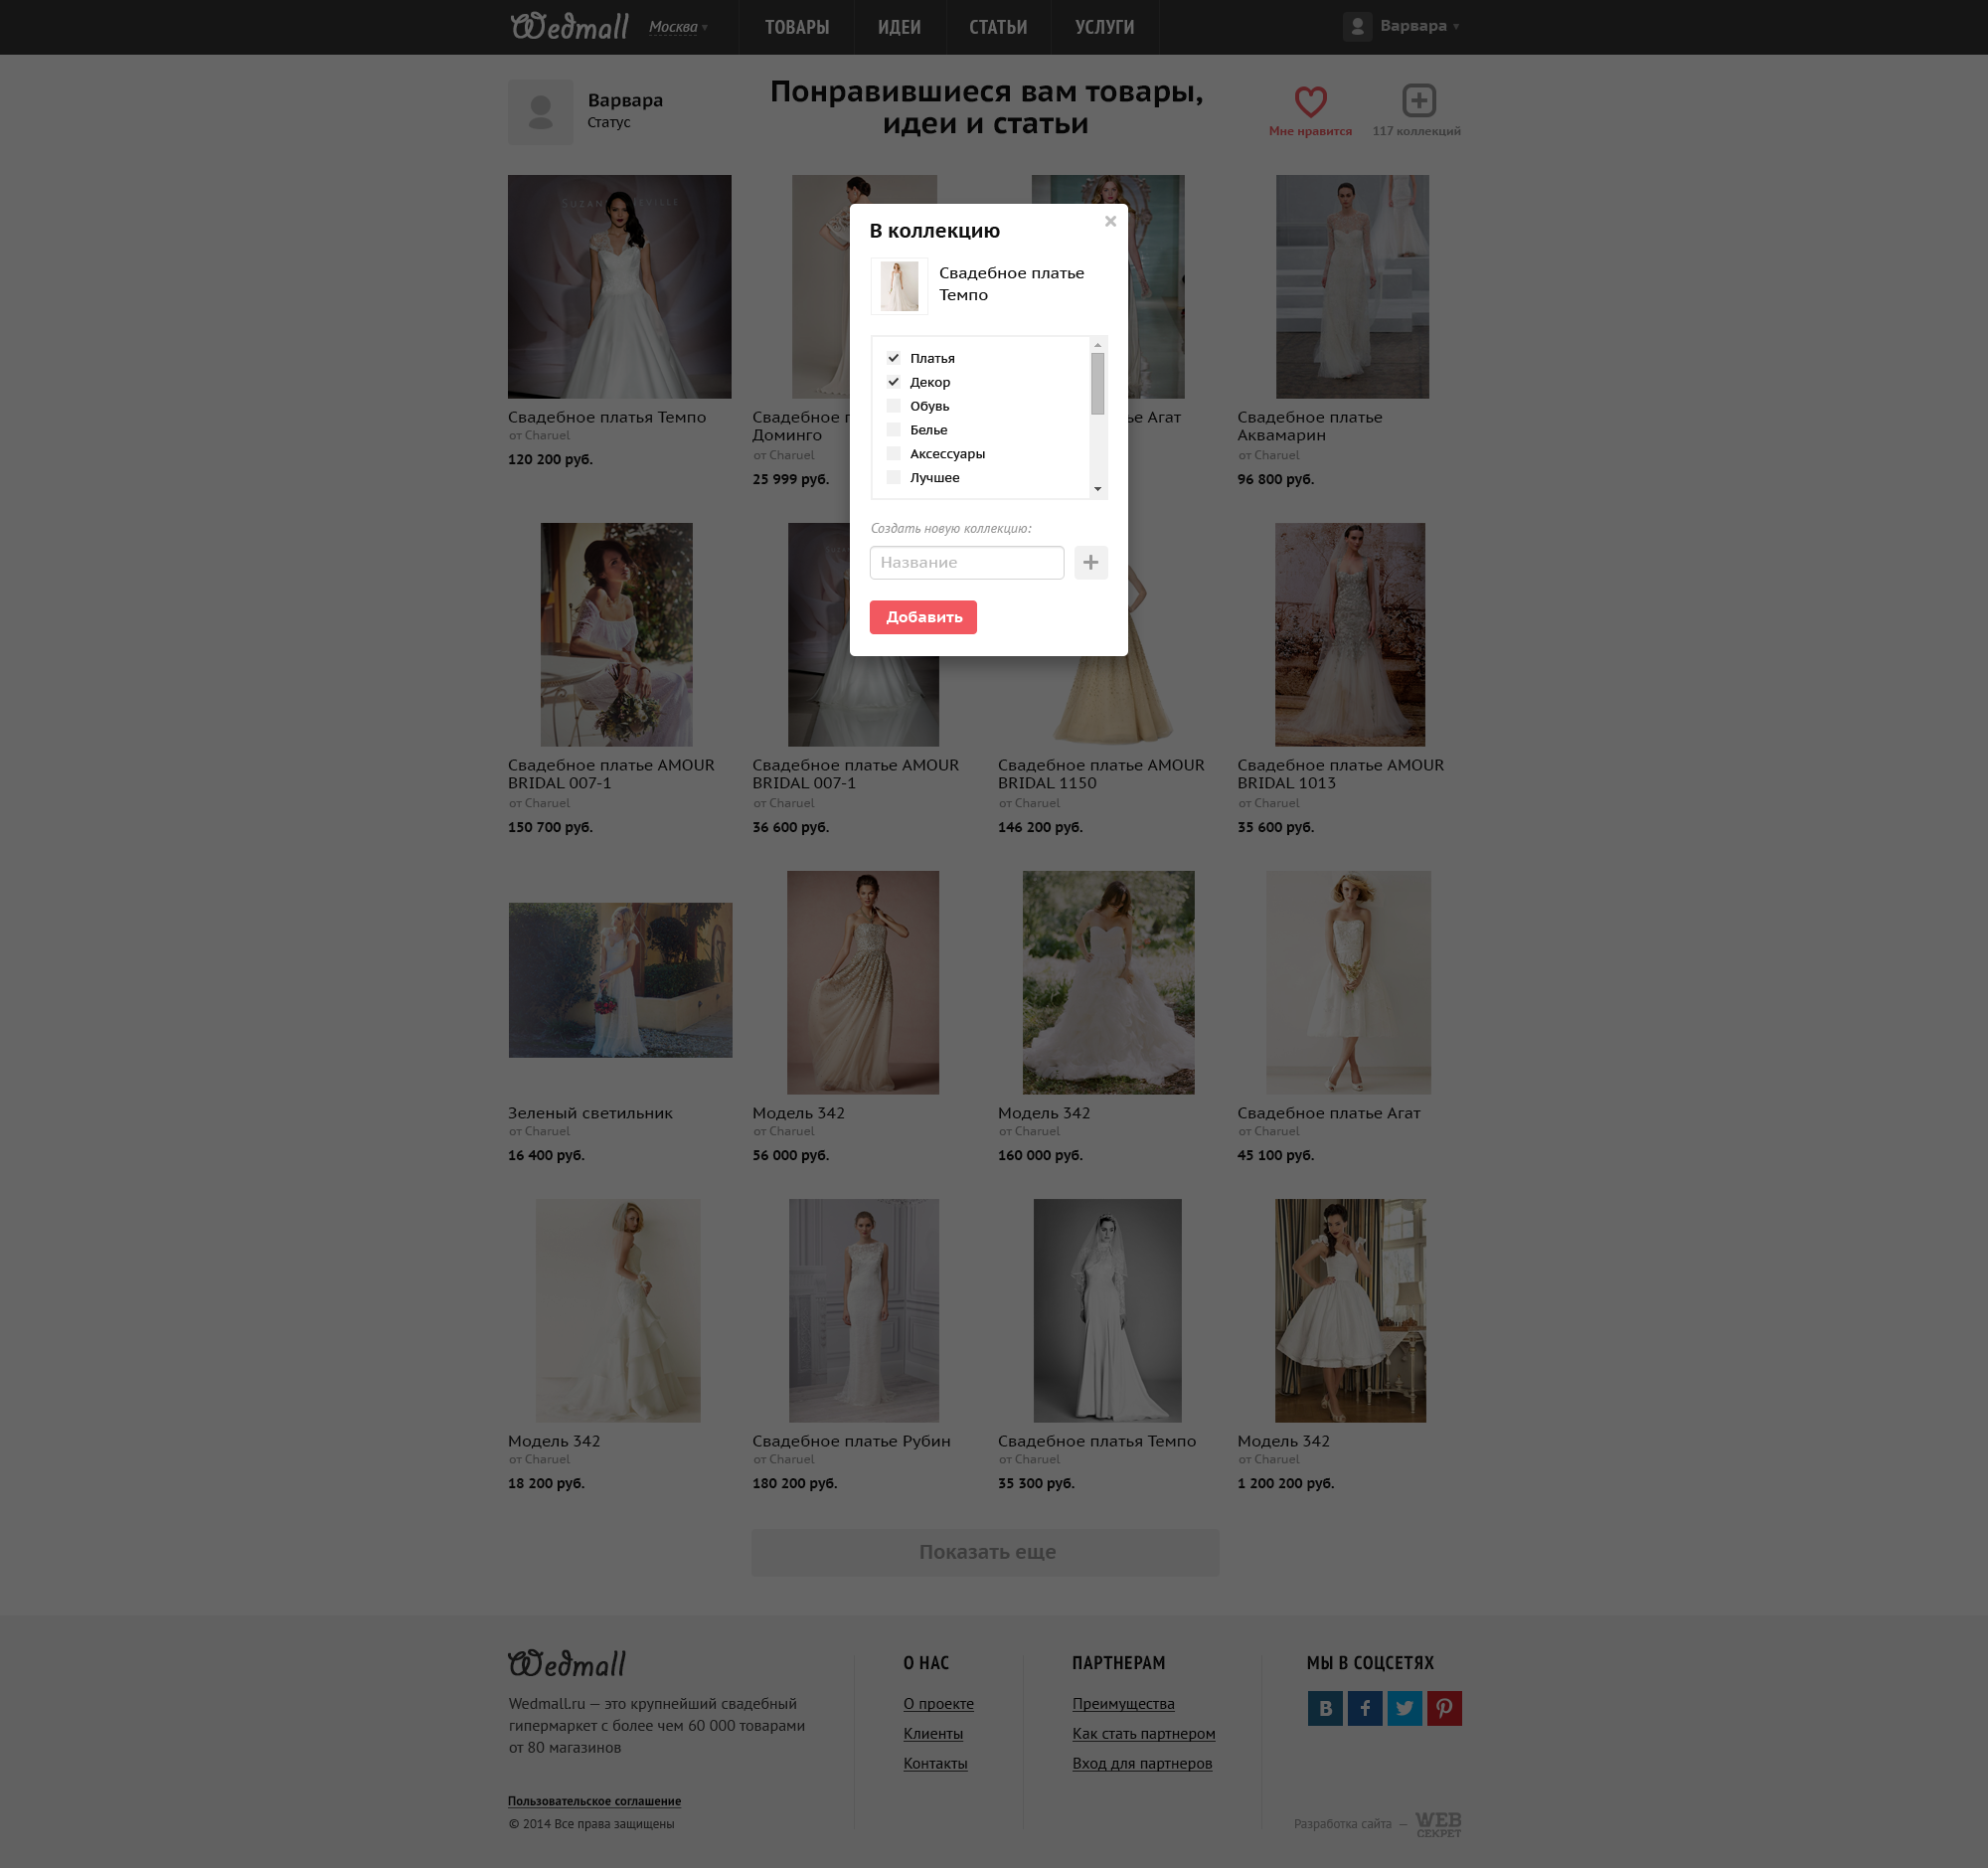 Wedmall
Москва
ТОВАРЫ
ИДЕИ
СТАТЬИ
УСЛУГИ
Варвара
Варвара
Статус
Понравившиеся вам товары,
идеи и статьи
Мне нравится
117 коллекций
В коллекцию
Свадебное платье
Темпо
Платья
Декор
Обувь
Белье
Аксессуары
Лучшее
Создать новую коллекцию:
Название
Добавить
Свадебное платья Темпо
от Charuel
120 200 руб.
Свадебное
Доминго
от Charuel
25 999 руб.
Агат
Свадебное платье
Аквамарин
от Charuel
96 800 руб.
Свадебное платье AMOUR
BRIDAL 007-1
от Charuel
150 700 руб.
Свадебное платье AMOUR
BRIDAL 007-1
от Charuel
36 600 руб.
Свадебное платье AMOUR
BRIDAL 1150
от Charuel
146 200 руб.
Свадебное платье AMOUR
BRIDAL 1013
от Charuel
35 600 руб.
Зеленый светильник
от Charuel
16 400 руб.
Модель 342
от Charuel
56 000 руб.
Модель 342
от Charuel
160 000 руб.
Свадебное платье Агат
от Charuel
45 100 руб.
Модель 342
от Charuel
18 200 руб.
Свадебное платье Рубин
от Charuel
180 200 руб.
Свадебное платья Темпо
от Charuel
35 300 руб.
Модель 342
от Charuel
1 200 200 руб.
Показать еще
Wedmall
Wedmall.ru — это крупнейший свадебный
гипермаркет с более чем 60 000 товарами
от 80 магазинов
Пользовательское соглашение
© 2014 Все права защищены
О НАС
О проекте
Клиенты
Контакты
ПАРТНЕРАМ
Преимущества
Как стать партнером
Вход для партнеров
МЫ В СОЦСЕТЯХ
Разработка сайта —
WEB
СЕКРЕТ